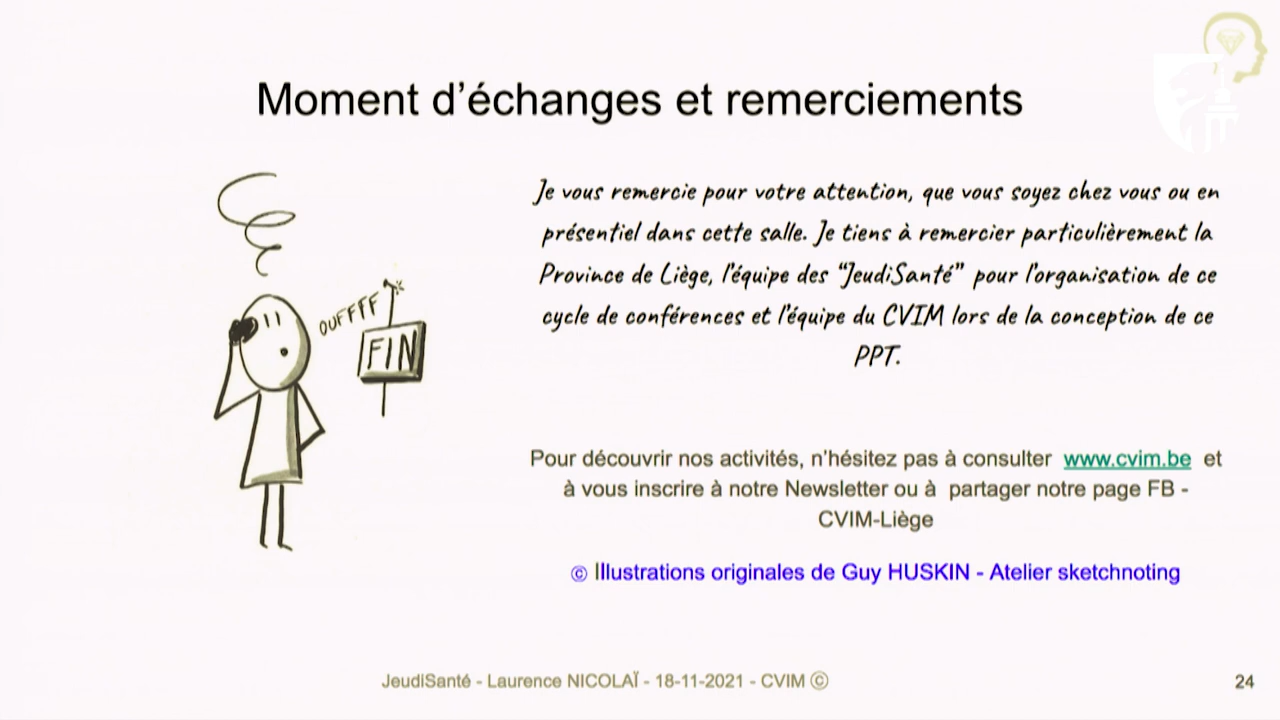 Moment d’échanges et remerciements
Je vous remercie pour votre attention, que vous soyez chez vous ou en
présentiel dans cette salle. Je tiens à remercier particulièrement la
Province de Liège, l’équipe des “JeudiSanté” pour l’organisation de ce
cycle de conférences et l’équipe du CVIM lors de la conception de ce
PPT.
OUFFFF
FIN
Pour découvrir nos activités, n’hésitez pas à consulter www.cvim.be et
à vous inscrire à notre Newsletter ou à partager notre page FB -
CVIM-Liège
© Illustrations originales de Guy HUSKIN - Atelier sketchnoting
JeudiSanté - Laurence NICOLAÏ - 18-11-2021 - CVIM ©
24